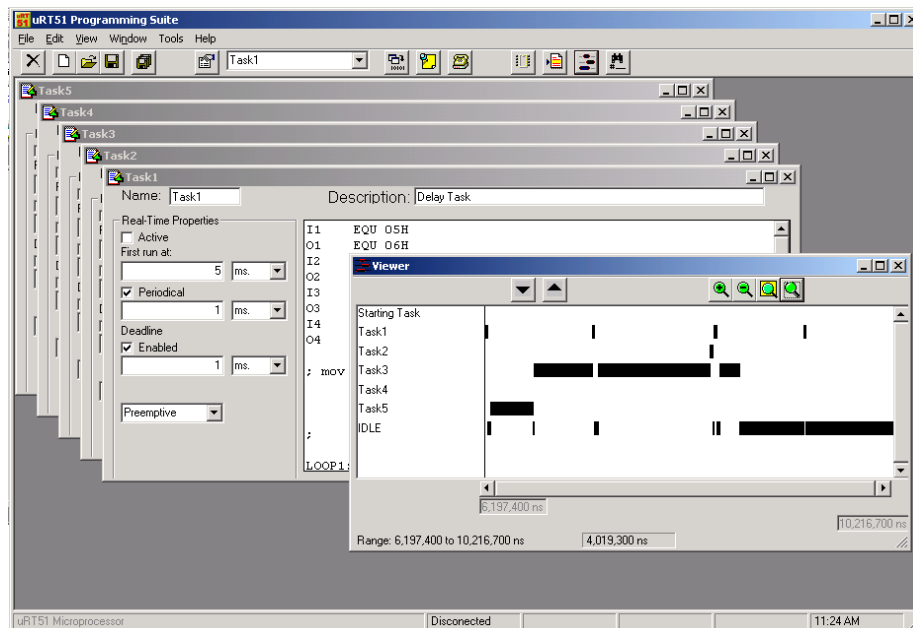 uRT51 Programming Suite
File Edit View Window Tools Help
Task1
Task5
Task4
Task3
Task2
Task1
Name: Task1 Description: Delay Task
Real-Time Properties
Active
First run at:
5 ms.
Periodical
1 ms.
Deadline
Enabled
1 ms.
Preemptive
I1 EQU 05H
O1 EQU 06H
I2
O2
I3
O3
I4
O4
; mov
;
LOOP1:
Viewer
Starting Task
Task1
Task2
Task3
Task4
Task5
IDLE
6,197,400 ns
10,216,700 ns
Range: 6,197,400 to 10,216,700 ns 4,019,300 ns
uRT51 Microprocessor Disconected 11:24 AM